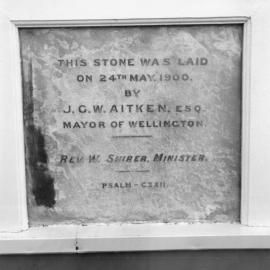 THIS STONE WAS LAID
ON 24TH MAY, 1900.
BY
J.G.W. AITKEN, ESQ.
MAYOR OF WELLINGTON.
REV. W. SHIRER, MINISTER.
PSALM - CXXII